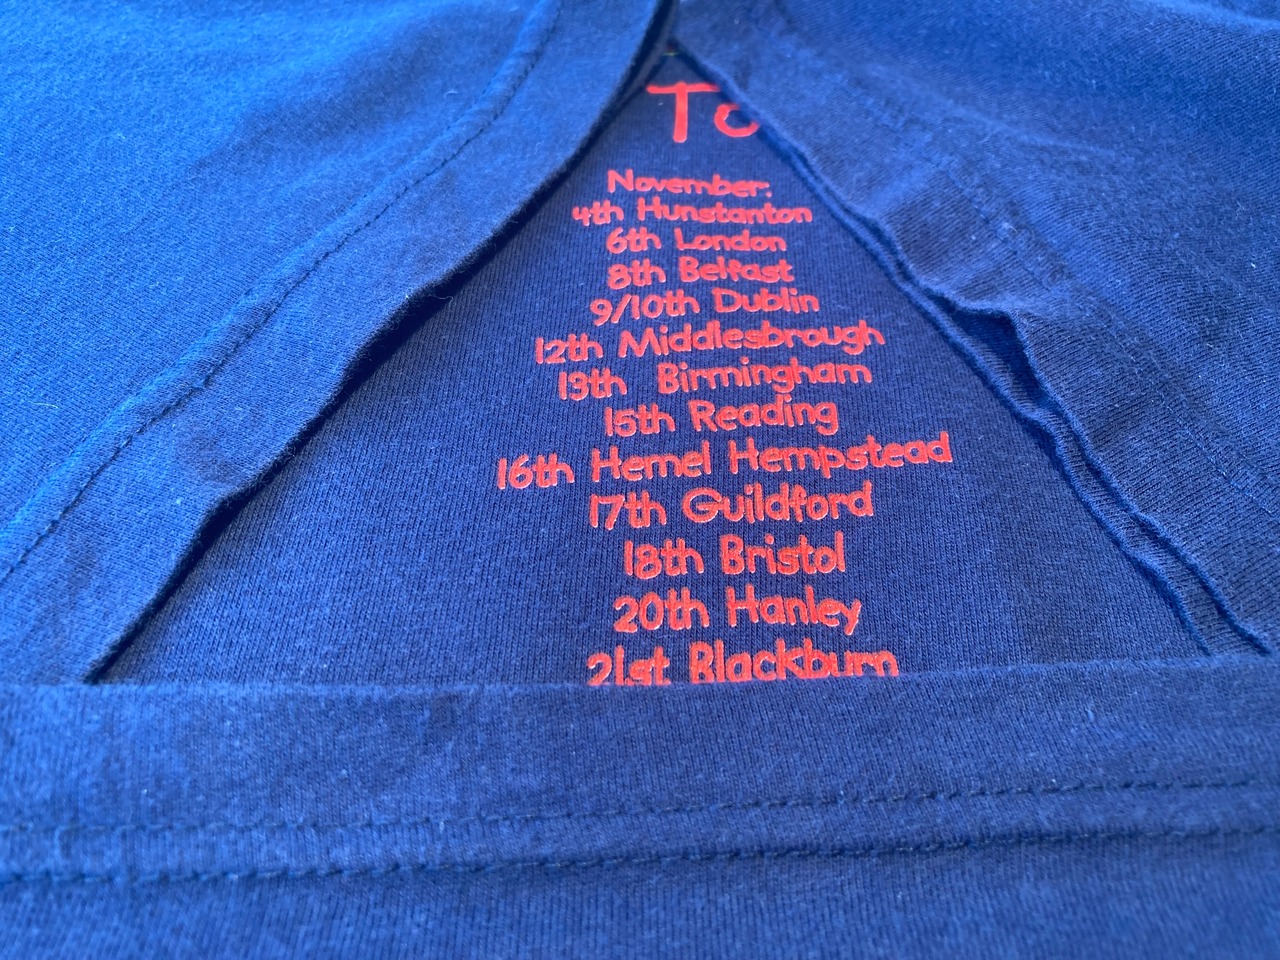 To
November:
4th Hunstanton
6th London
8th Belfast
9/10th Dublin
12th Middlesbrough
13th Birmingham
15th Reading
16th Hemel Hempstead
17th Guildford
18th Bristol
20th Hanley
21st Blackburn